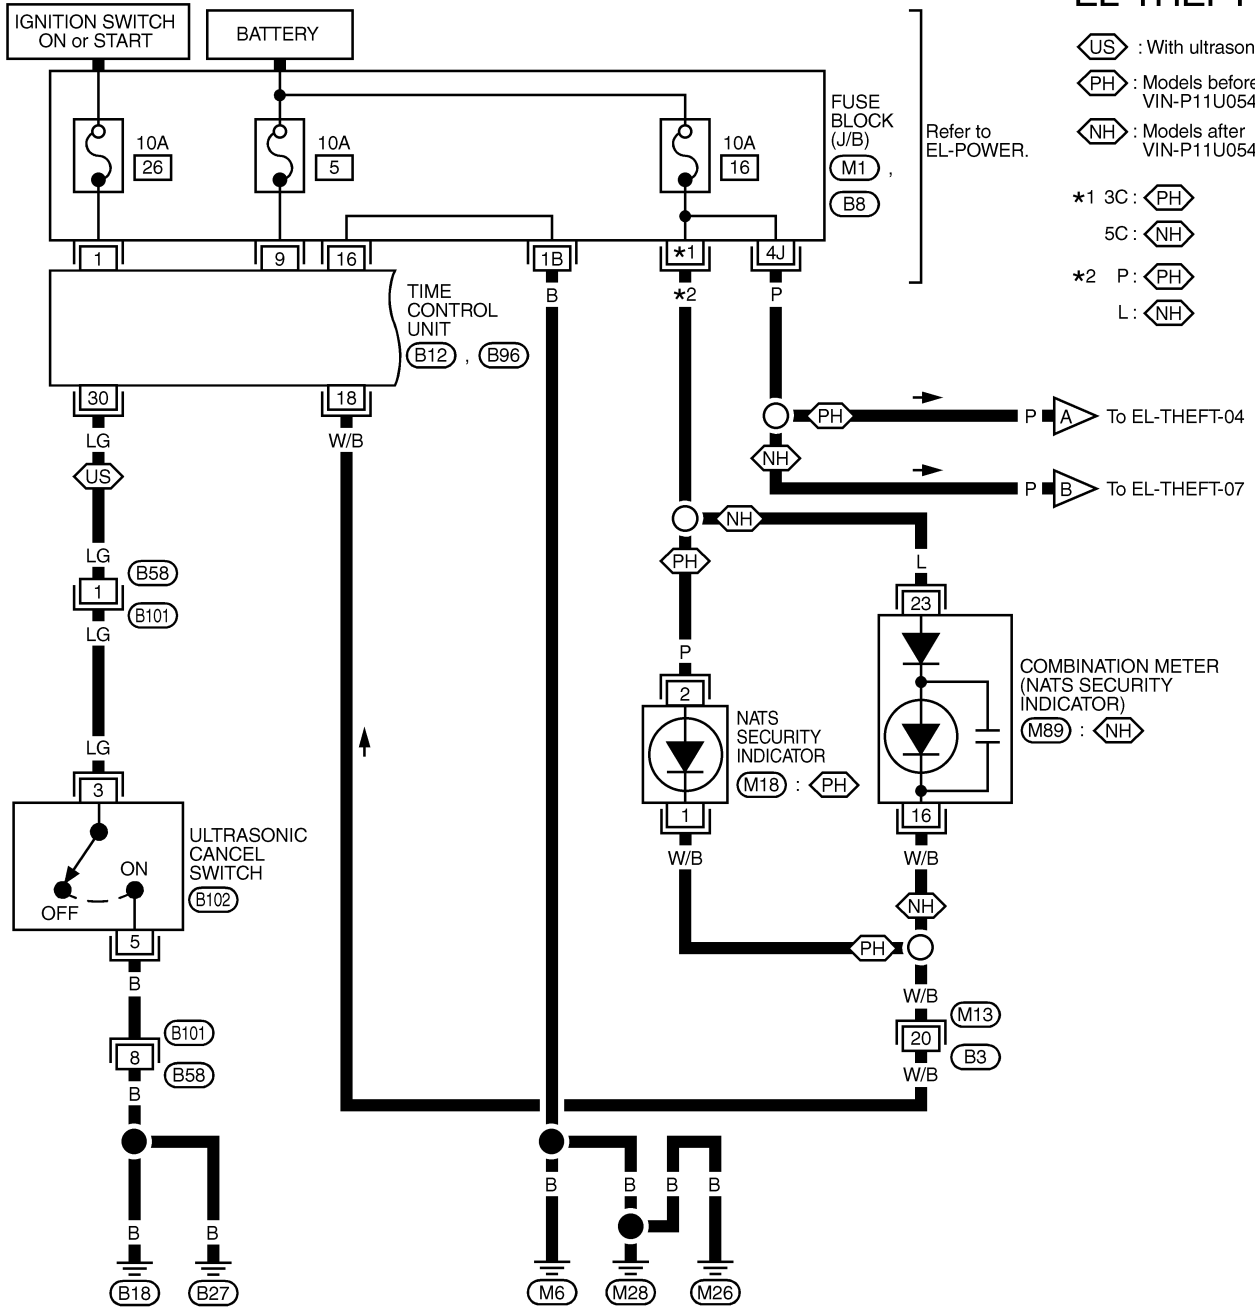 IGNITION SWITCH
ON or START
BATTERY
10A
26
10A
5
10A
16
FUSE
BLOCK
(J/B)
M1 ,
B8
Refer to
EL-POWER.
US : With ultrason
PH : Models before
VIN-P11U054
NH : Models after
VIN-P11U054
*1 3C : PH
5C : NH
*2 P : PH
L : NH
1
9
16
1B
*1
4J
TIME
CONTROL
UNIT
B12 , B96
B
*2
P
30
18
LG
W/B
US
PH
P
A
To EL-THEFT-04
NH
P
B
To EL-THEFT-07
NH
PH
L
LG
1
B58
B101
LG
23
P
2
COMBINATION METER
(NATS SECURITY
INDICATOR)
M89 : NH
NATS
SECURITY
INDICATOR
M18 : PH
LG
3
1
16
ULTRASONIC
CANCEL
SWITCH
B102
ON
OFF
W/B
W/B
NH
PH
5
B
W/B
M13
20
B3
W/B
B101
8
B58
B
B
B
B
B
B
B
B18
B27
M6
M28
M26